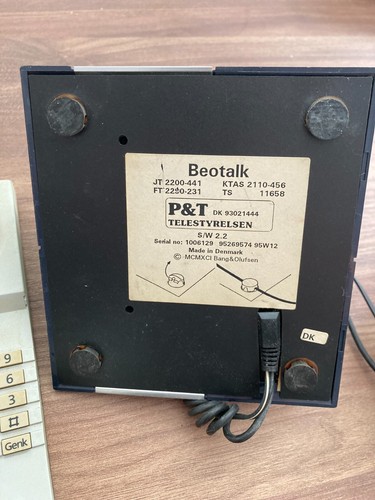 Beotalk
JT 2200-441 KTAS 2110-456
FT 2250-231 TS 11658
P&T DK 93021444
TELESTYRELSEN
S/W 2.2
Serial no: 1006129 95269574 95W12
Made in Denmark
© MCMXCI Bang&Olufsen
DK
9
6
3
¤
Genk